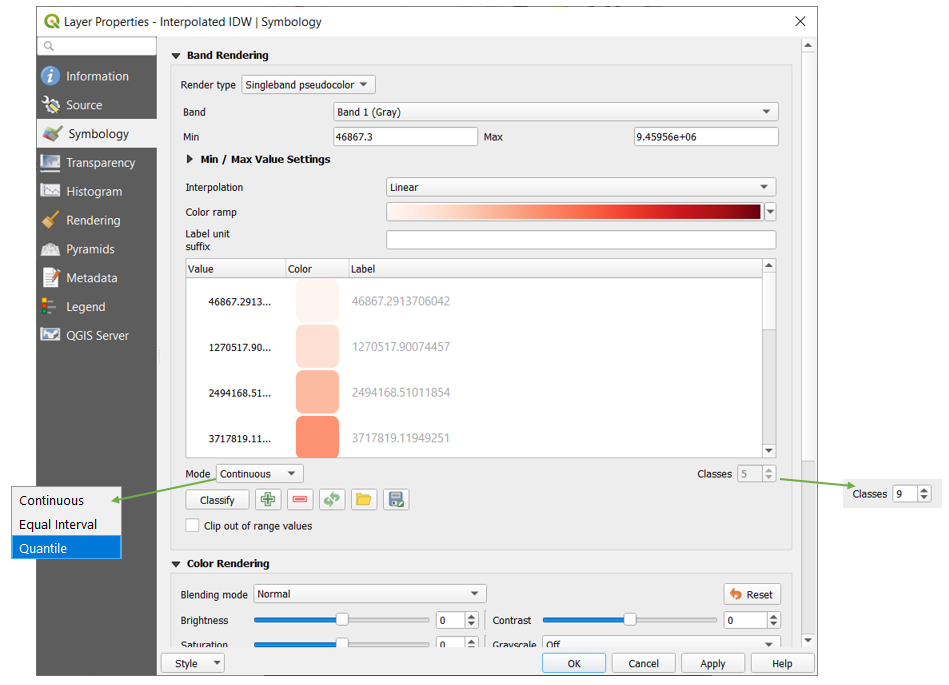 Layer Properties - Interpolated IDW | Symbology
Information
Source
Symbology
Transparency
Histogram
Rendering
Pyramids
Metadata
Legend
QGIS Server
Band Rendering
Render type Singleband pseudocolor
Band Band 1 (Gray)
Min 46867.3 Max 9.45956e+06
Min / Max Value Settings
Interpolation Linear
Color ramp
Label unit
suffix
Value Color Label
46867.2913... 46867.2913706042
1270517.90... 1270517.90074457
2494168.51... 2494168.51011854
3717819.11... 3717819.11949251
Mode Continuous Classes 5
Classify
Clip out of range values
Continuous
Equal Interval
Quantile
Classes 9
Color Rendering
Blending mode Normal Reset
Brightness 0 Contrast 0
Saturation 0 Grayscale Off
Style OK Cancel Apply Help